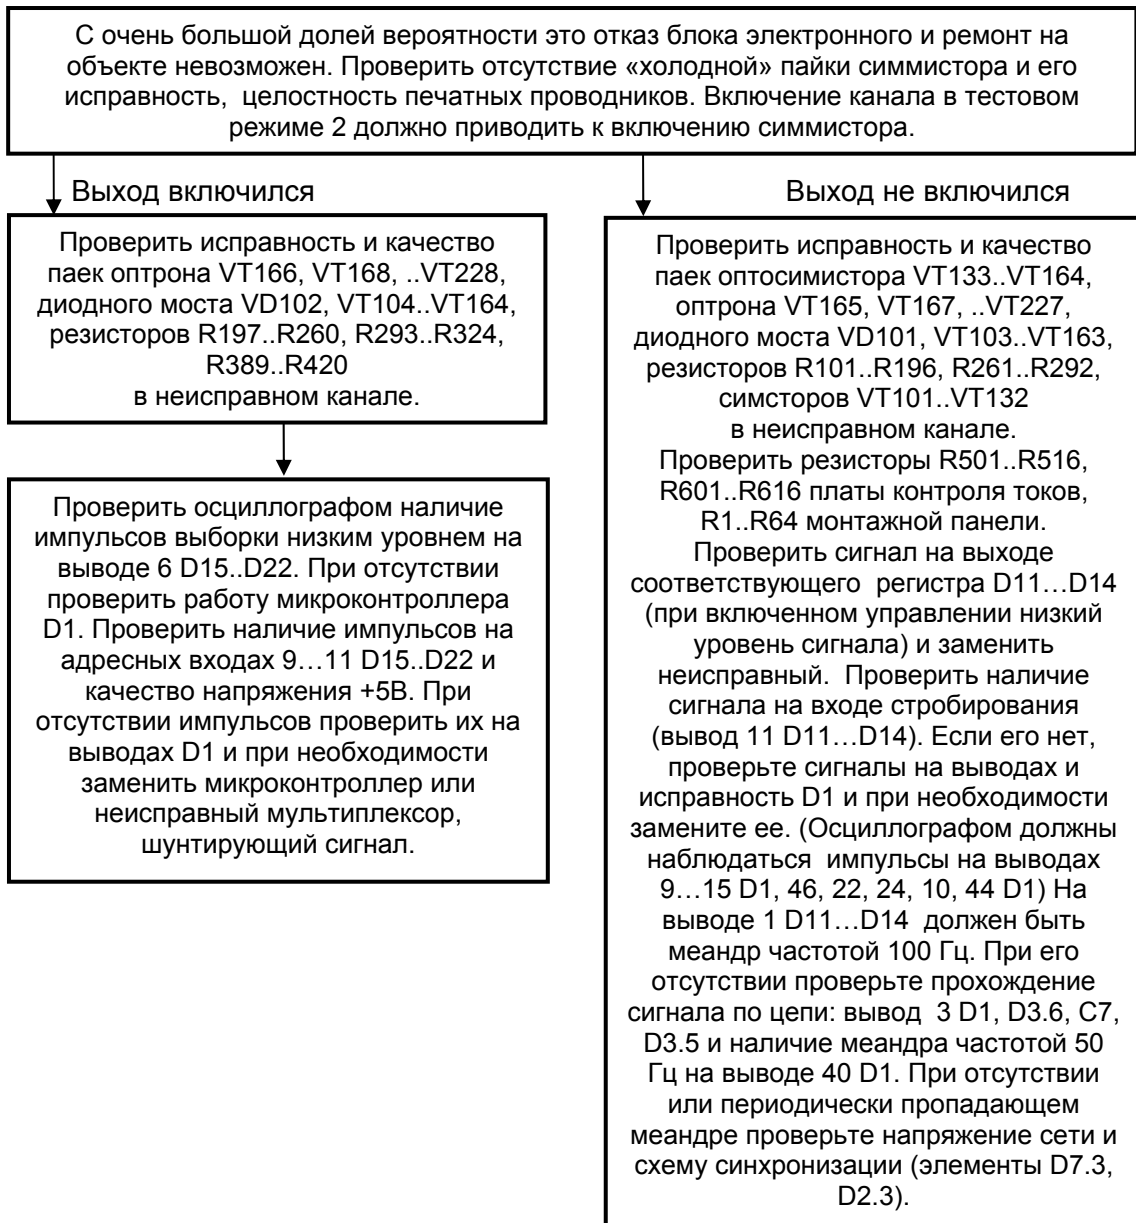 С очень большой долей вероятности это отказ блока электронного и ремонт на
объекте невозможен. Проверить отсутствие «холодной» пайки симмистора и его
исправность, целостность печатных проводников. Включение канала в тестовом
режиме 2 должно приводить к включению симмистора.
Выход включился
Проверить исправность и качество
паек оптрона VT166, VT168, ..VT228,
диодного моста VD102, VT104..VT164,
резисторов R197..R260, R293..R324,
R389..R420
в неисправном канале.
Проверить осциллографом наличие
импульсов выборки низким уровнем на
выводе 6 D15..D22. При отсутствии
проверить работу микроконтроллера
D1. Проверить наличие импульсов на
адресных входах 9…11 D15..D22 и
качество напряжения +5В. При
отсутствии импульсов проверить их на
выводах D1 и при необходимости
заменить микроконтроллер или
неисправный мультиплексор,
шунтирующий сигнал.
Выход не включился
Проверить исправность и качество
паек оптосимистора VT133..VT164,
оптрона VT165, VT167, ..VT227,
диодного моста VD101, VT103..VT163,
резисторов R101..R196, R261..R292,
симсторов VT101..VT132
в неисправном канале.
Проверить резисторы R501..R516,
R601..R616 платы контроля токов,
R1..R64 монтажной панели.
Проверить сигнал на выходе
соответствующего регистра D11…D14
(при включенном управлении низкий
уровень сигнала) и заменить
неисправный. Проверить наличие
сигнала на входе стробирования
(вывод 11 D11…D14). Если его нет,
проверьте сигналы на выводах и
исправность D1 и при необходимости
замените ее. (Осциллографом должны
наблюдаться импульсы на выводах
9…15 D1, 46, 22, 24, 10, 44 D1) На
выводе 1 D11…D14 должен быть
меандр частотой 100 Гц. При его
отсутствии проверьте прохождение
сигнала по цепи: вывод 3 D1, D3.6, C7,
D3.5 и наличие меандра частотой 50
Гц на выводе 40 D1. При отсутствии
или периодически пропадающем
меандре проверьте напряжение сети и
схему синхронизации (элементы D7.3,
D2.3).